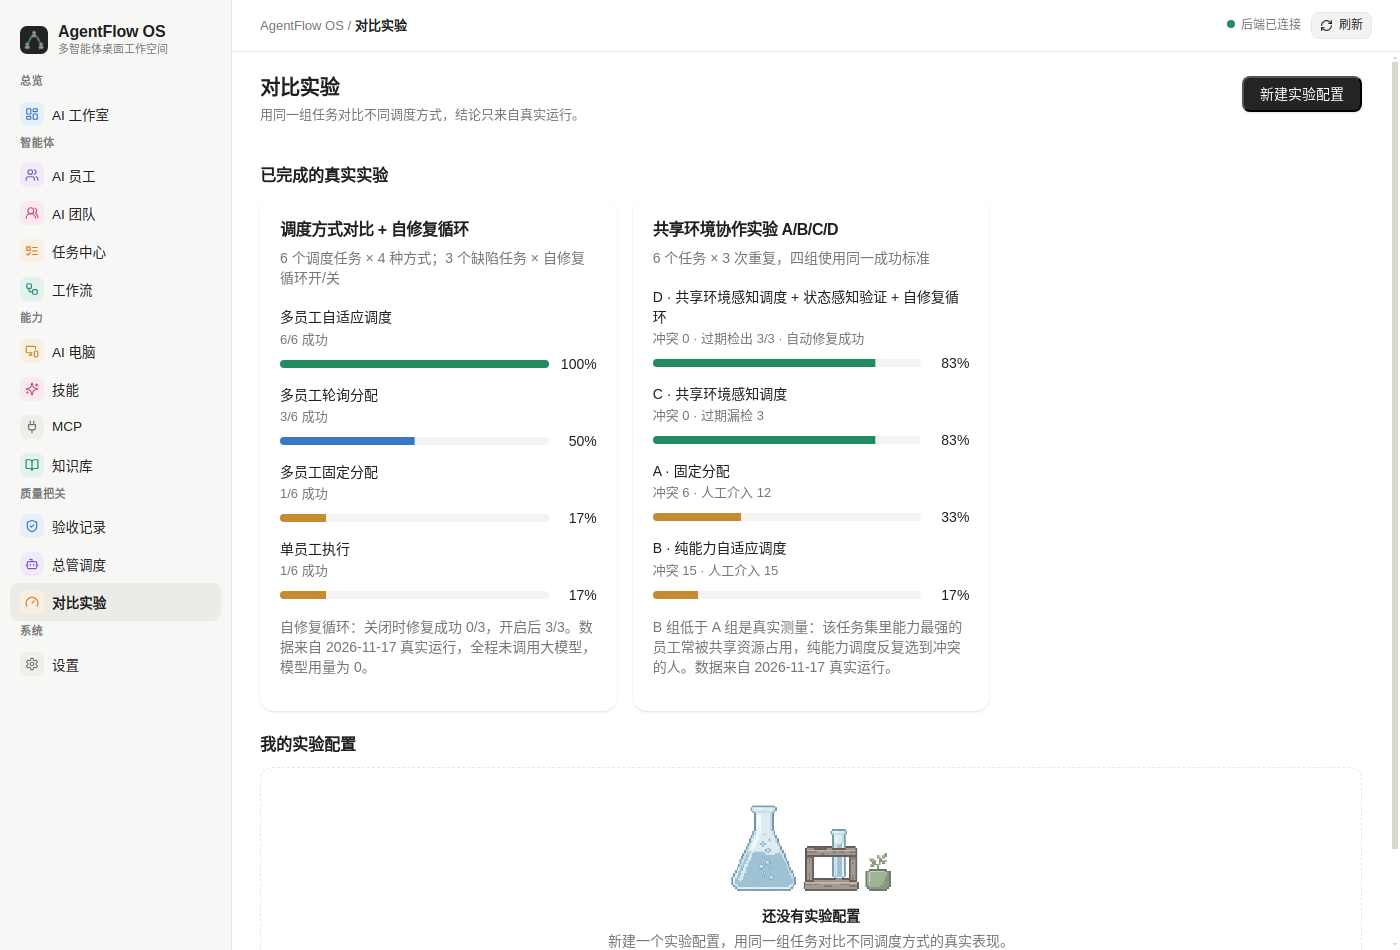 AgentFlow OS
多智能体桌面工作空间
总览
AI 工作室
智能体
AI 员工
AI 团队
任务中心
工作流
能力
AI 电脑
技能
MCP
知识库
质量把关
验收记录
总管调度
对比实验
系统
设置
AgentFlow OS / 对比实验
后端已连接
刷新
对比实验
用同一组任务对比不同调度方式，结论只来自真实运行。
新建实验配置
已完成的真实实验
调度方式对比 + 自修复循环
6 个调度任务 × 4 种方式；3 个缺陷任务 × 自修复
循环开/关
多员工自适应调度
6/6 成功
100%
多员工轮询分配
3/6 成功
50%
多员工固定分配
1/6 成功
17%
单员工执行
1/6 成功
17%
自修复循环：关闭时修复成功 0/3，开启后 3/3。数
据来自 2026-11-17 真实运行，全程未调用大模型，
模型用量为 0。
共享环境协作实验 A/B/C/D
6 个任务 × 3 次重复，四组使用同一成功标准
D · 共享环境感知调度 + 状态感知验证 + 自修复循
环
冲突 0 · 过期检出 3/3 · 自动修复成功
83%
C · 共享环境感知调度
冲突 0 · 过期漏检 3
83%
A · 固定分配
冲突 6 · 人工介入 12
33%
B · 纯能力自适应调度
冲突 15 · 人工介入 15
17%
B 组低于 A 组是真实测量：该任务集里能力最强的
员工常被共享资源占用，纯能力调度反复选到冲突
的人。数据来自 2026-11-17 真实运行。
我的实验配置
还没有实验配置
新建一个实验配置，用同一组任务对比不同调度方式的真实表现。